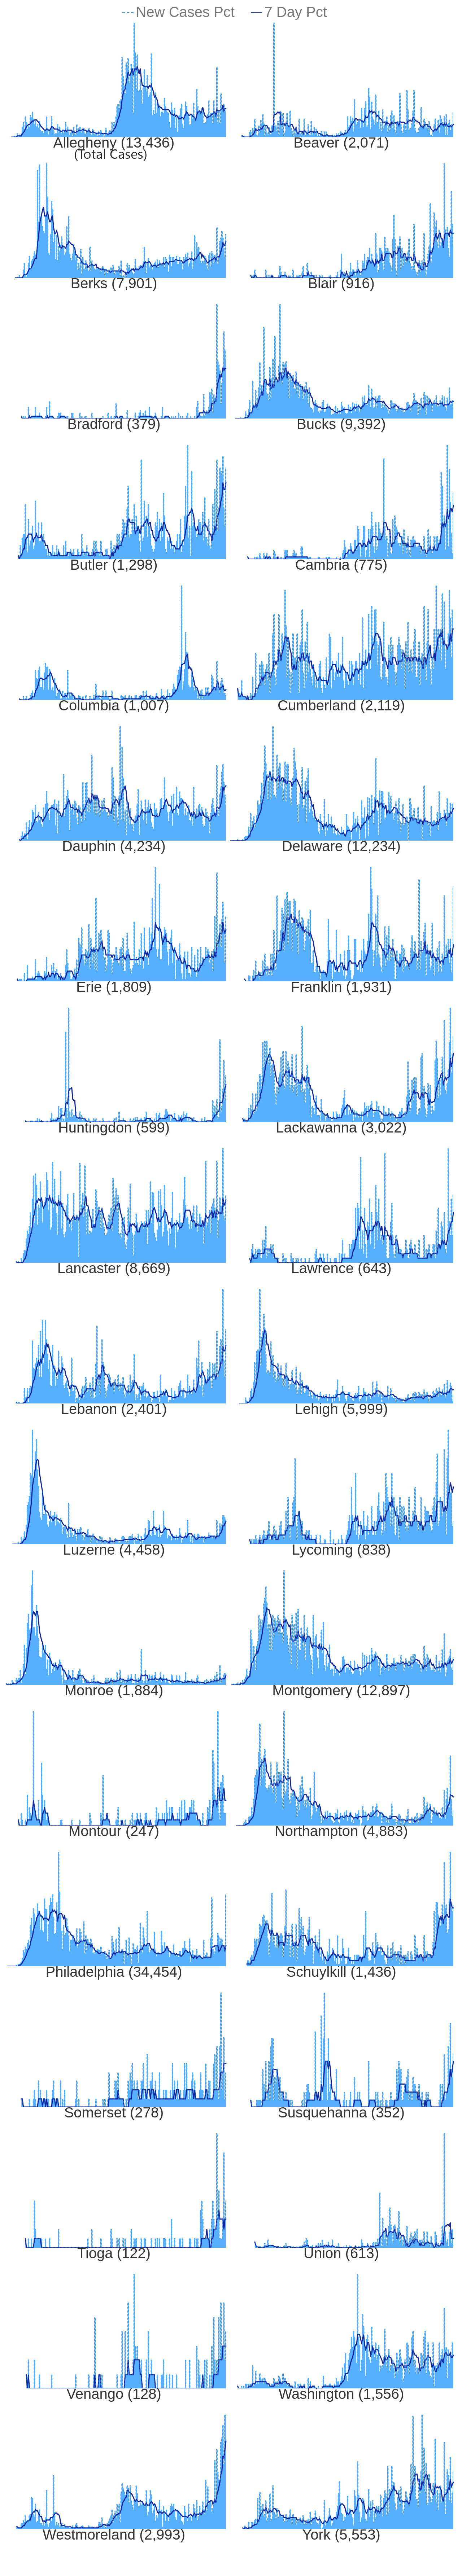 New Cases Pct 7 Day Pct
Allegheny (13,436) Beaver (2,071)
(Total Cases)
Berks (7,901) Blair (916)
Bradford (379) Bucks (9,392)
Butler (1,298) Cambria (775)
Columbia (1,007) Cumberland (2,119)
Dauphin (4,234) Delaware (12,234)
Erie (1,809) Franklin (1,931)
Huntingdon (599) Lackawanna (3,022)
Lancaster (8,669) Lawrence (643)
Lebanon (2,401) Lehigh (5,999)
Luzerne (4,458) Lycoming (838)
Monroe (1,884) Montgomery (12,897)
Montour (247) Northampton (4,883)
Philadelphia (34,454) Schuylkill (1,436)
Somerset (278) Susquehanna (352)
Tioga (122) Union (613)
Venango (128) Washington (1,556)
Westmoreland (2,993) York (5,553)